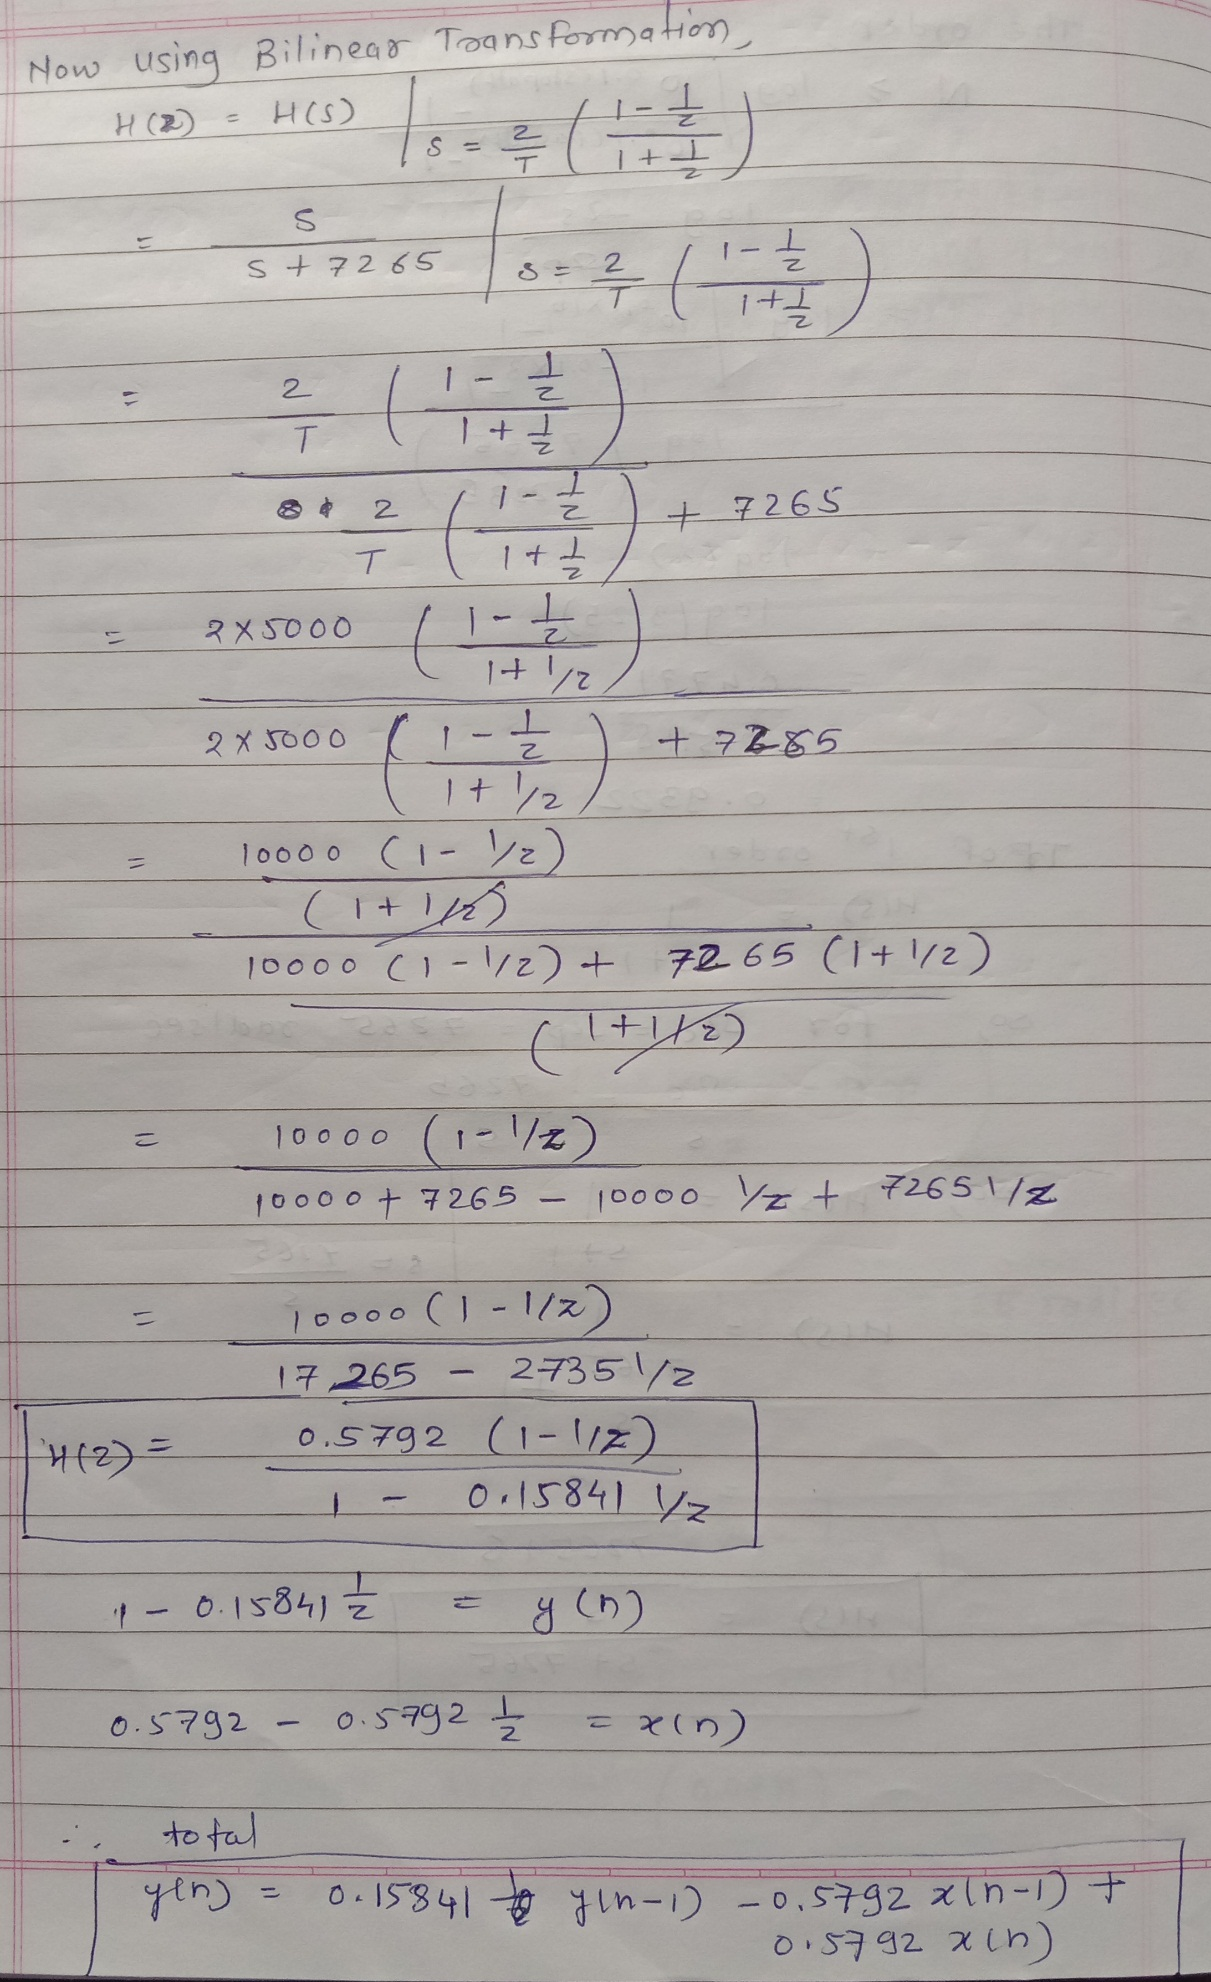 Now using Bilinear Transformation,
H(z) = H(s) | s = 2/T ( (1 - 1/z) / (1 + 1/z) )
= s / (s + 7265) | s = 2/T ( (1 - 1/z) / (1 + 1/z) )
= 2/T ( (1 - 1/z) / (1 + 1/z) )
2/T ( (1 - 1/z) / (1 + 1/z) ) + 7265
= 2 x 5000 ( (1 - 1/z) / (1 + 1/z) )
2 x 5000 ( (1 - 1/z) / (1 + 1/z) ) + 7265
= 10000 (1 - 1/z)
(1 + 1/z)
10000 (1 - 1/z) + 7265 (1 + 1/z)
(1 + 1/z)
= 10000 (1 - 1/z)
10000 + 7265 - 10000 1/z + 7265 1/z
= 10000 (1 - 1/z)
17265 - 2735 1/z
H(z) = 0.5792 (1 - 1/z)
1 - 0.15841 1/z
1 - 0.15841 1/z = y(n)
0.5792 - 0.5792 1/z = x(n)
∴ total
y(n) = 0.15841 y(n-1) - 0.5792 x(n-1) +
0.5792 x(n)